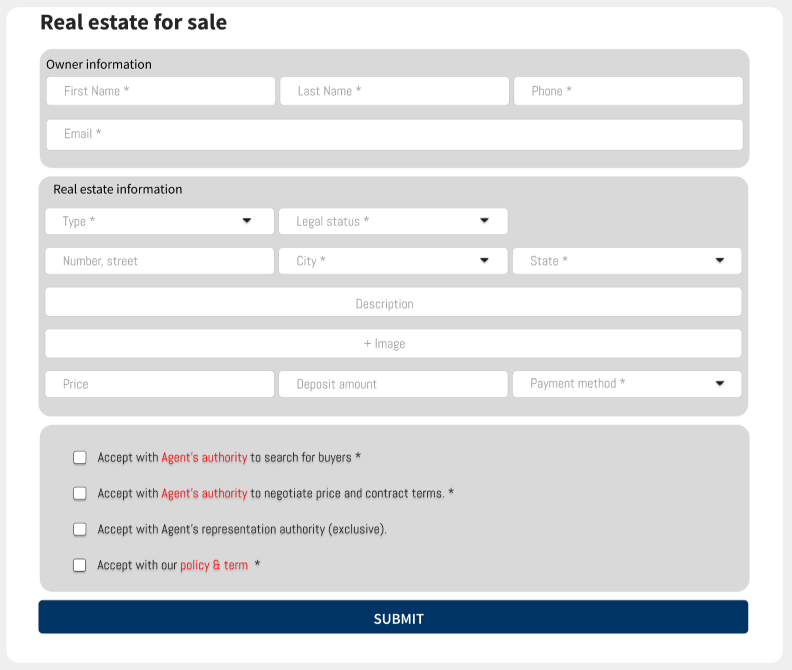 Real estate for sale
Owner information
First Name * Last Name * Phone *
Email *
Real estate information
Type * Legal status *
Number, street City * State *
Description
+ Image
Price Deposit amount Payment method *
Accept with Agent's authority to search for buyers *
Accept with Agent's authority to negotiate price and contract terms. *
Accept with Agent's representation authority (exclusive).
Accept with our policy & term *
SUBMIT